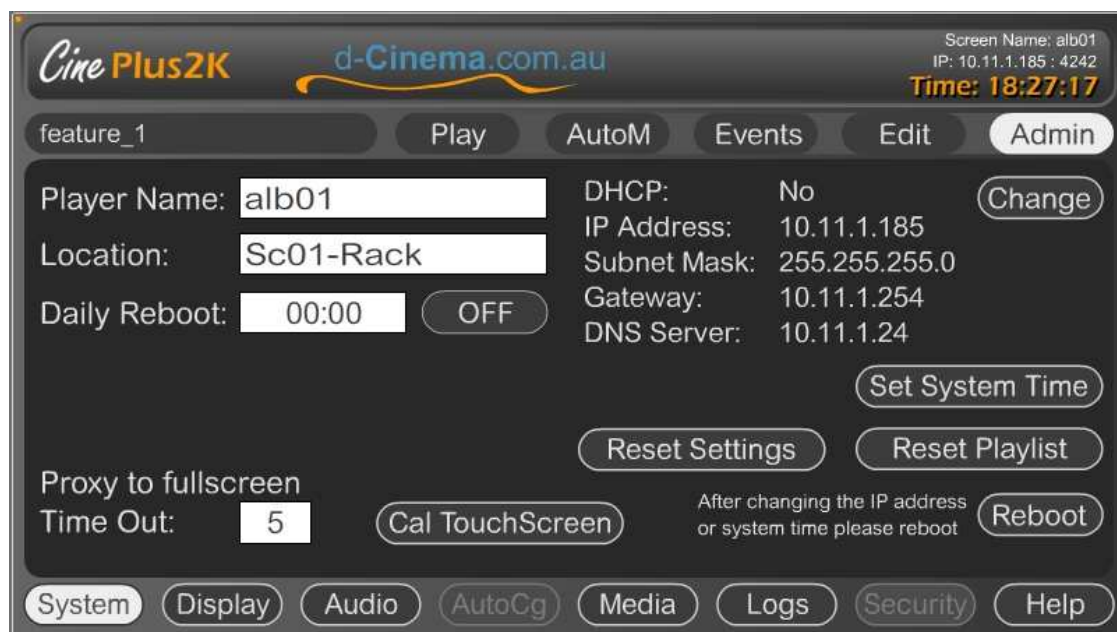 Cine Plus2K
d-Cinema.com.au
Screen Name: alb01
IP: 10.11.1.185 : 4242
Time: 18:27:17
feature_1
Play
AutoM
Events
Edit
Admin
Player Name: alb01
Location: Sc01-Rack
Daily Reboot: 00:00 OFF
DHCP: No
IP Address: 10.11.1.185
Subnet Mask: 255.255.255.0
Gateway: 10.11.1.254
DNS Server: 10.11.1.24
Change
Set System Time
Reset Settings
Reset Playlist
Proxy to fullscreen
Time Out: 5
Cal TouchScreen
After changing the IP address
or system time please reboot
Reboot
System
Display
Audio
AutoCg
Media
Logs
Security
Help